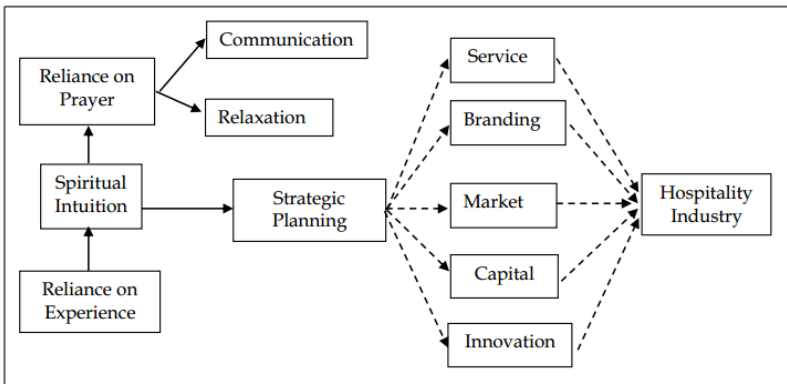 Communication
Reliance on
Prayer
Relaxation
Spiritual
Intuition
Reliance on
Experience
Strategic
Planning
Service
Branding
Market
Capital
Innovation
Hospitality
Industry